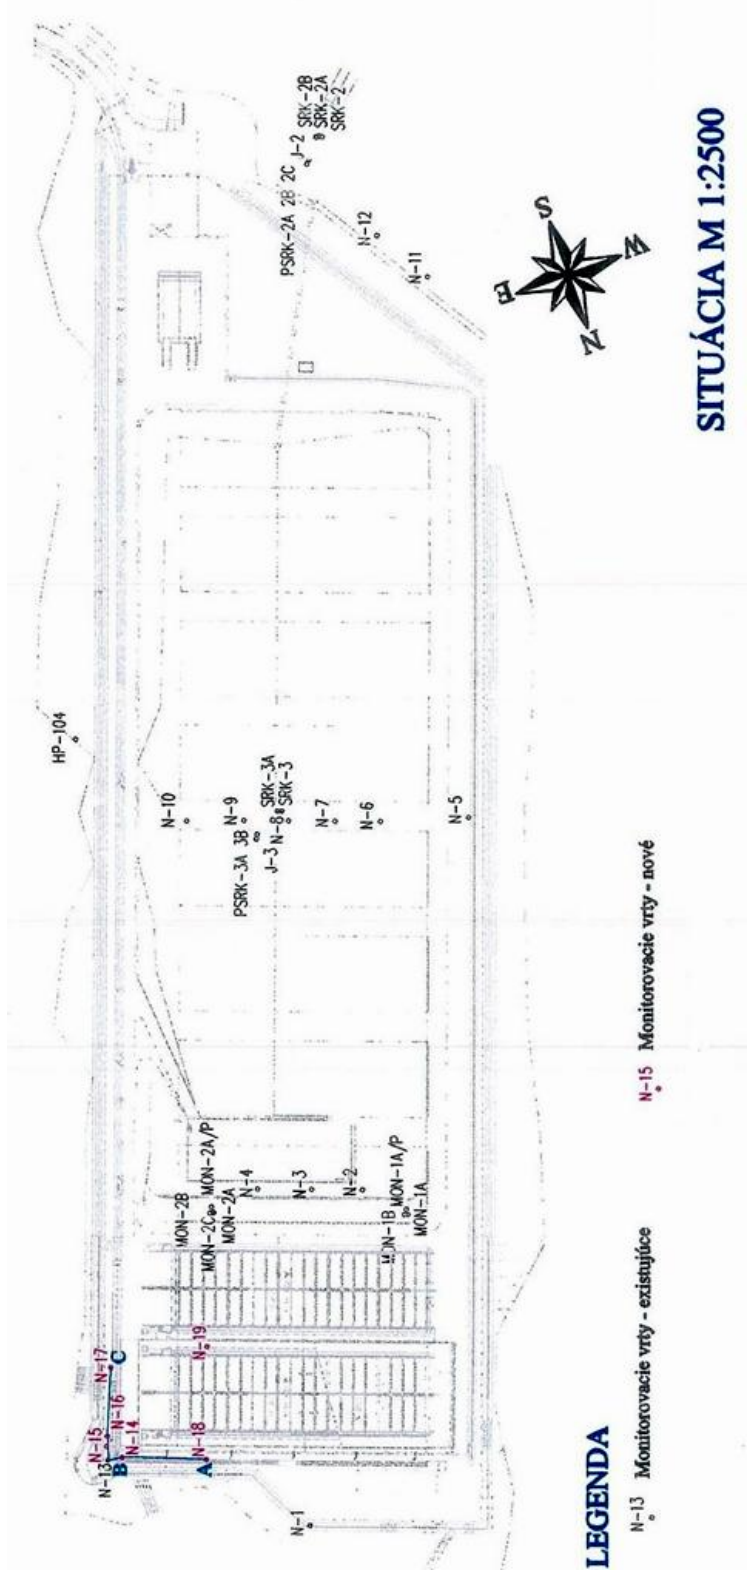 SITUÁCIA M 1:2500
S
E
W
N
SRK-2B
SRK-2A
SRK-2
J-2
PSRK-2A 2B 2C
N-12
N-11
HP-104
N-10
N-9
PSRK-3A 3B
SRK-3A
SRK-3
J-3
N-8
N-7
N-6
N-5
MON-2B
MON-2A/P
MON-2C
MON-2A
N-4
N-3
N-2
MON-1B
MON-1A/P
MON-1A
N-17
C
N-16
N-15
N-13
B
N-14
N-19
N-18
A
N-1
LEGENDA
N-13 Monitorovacie vrty - existujúce
N-15 Monitorovacie vrty - nové